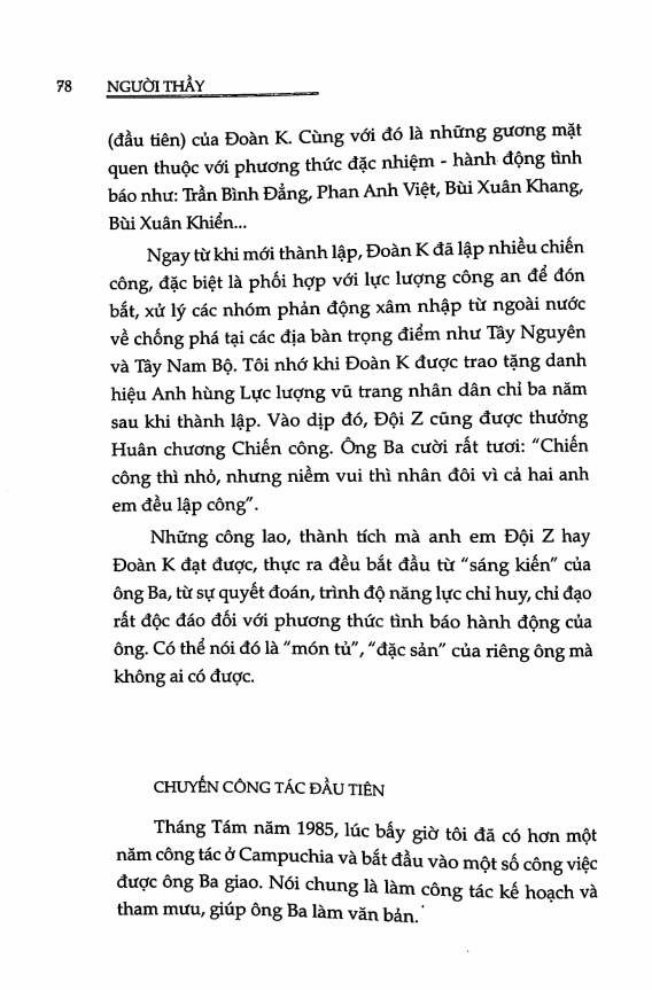 78 NGƯỜI THẦY
(đầu tiên) của Đoàn K. Cùng với đó là những gương mặt
quen thuộc với phương thức đặc nhiệm - hành động tình
báo như: Trần Bình Đẳng, Phan Anh Việt, Bùi Xuân Khang,
Bùi Xuân Khiển...
Ngay từ khi mới thành lập, Đoàn K đã lập nhiều chiến
công, đặc biệt là phối hợp với lực lượng công an để đón
bắt, xử lý các nhóm phản động xâm nhập từ ngoài nước
về chống phá tại các địa bàn trọng điểm như Tây Nguyên
và Tây Nam Bộ. Tôi nhớ khi Đoàn K được trao tặng danh
hiệu Anh hùng Lực lượng vũ trang nhân dân chỉ ba năm
sau khi thành lập. Vào dịp đó, Đội Z cũng được thưởng
Huân chương Chiến công. Ông Ba cười rất tươi: “Chiến
công thì nhỏ, nhưng niềm vui thì nhân đôi vì cả hai anh
em đều lập công”.
Những công lao, thành tích mà anh em Đội Z hay
Đoàn K đạt được, thực ra đều bắt đầu từ “sáng kiến” của
ông Ba, từ sự quyết đoán, trình độ năng lực chỉ huy, chỉ đạo
rất độc đáo đối với phương thức tình báo hành động của
ông. Có thể nói đó là “món tủ”, “đặc sản” của riêng ông mà
không ai có được.
CHUYẾN CÔNG TÁC ĐẦU TIÊN
Tháng Tám năm 1985, lúc bấy giờ tôi đã có hơn một
năm công tác ở Campuchia và bắt đầu vào một số công việc
được ông Ba giao. Nói chung là làm công tác kế hoạch và
tham mưu, giúp ông Ba làm văn bản.